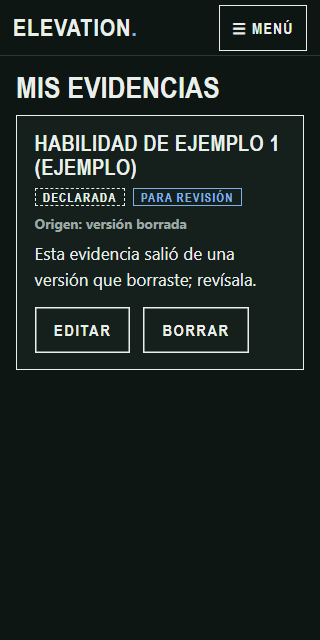 ELEVATION.
☰ MENÚ
MIS EVIDENCIAS
HABILIDAD DE EJEMPLO 1
(EJEMPLO)
DECLARADA
PARA REVISIÓN
Origen: versión borrada
Esta evidencia salió de una
versión que borraste; revísala.
EDITAR
BORRAR